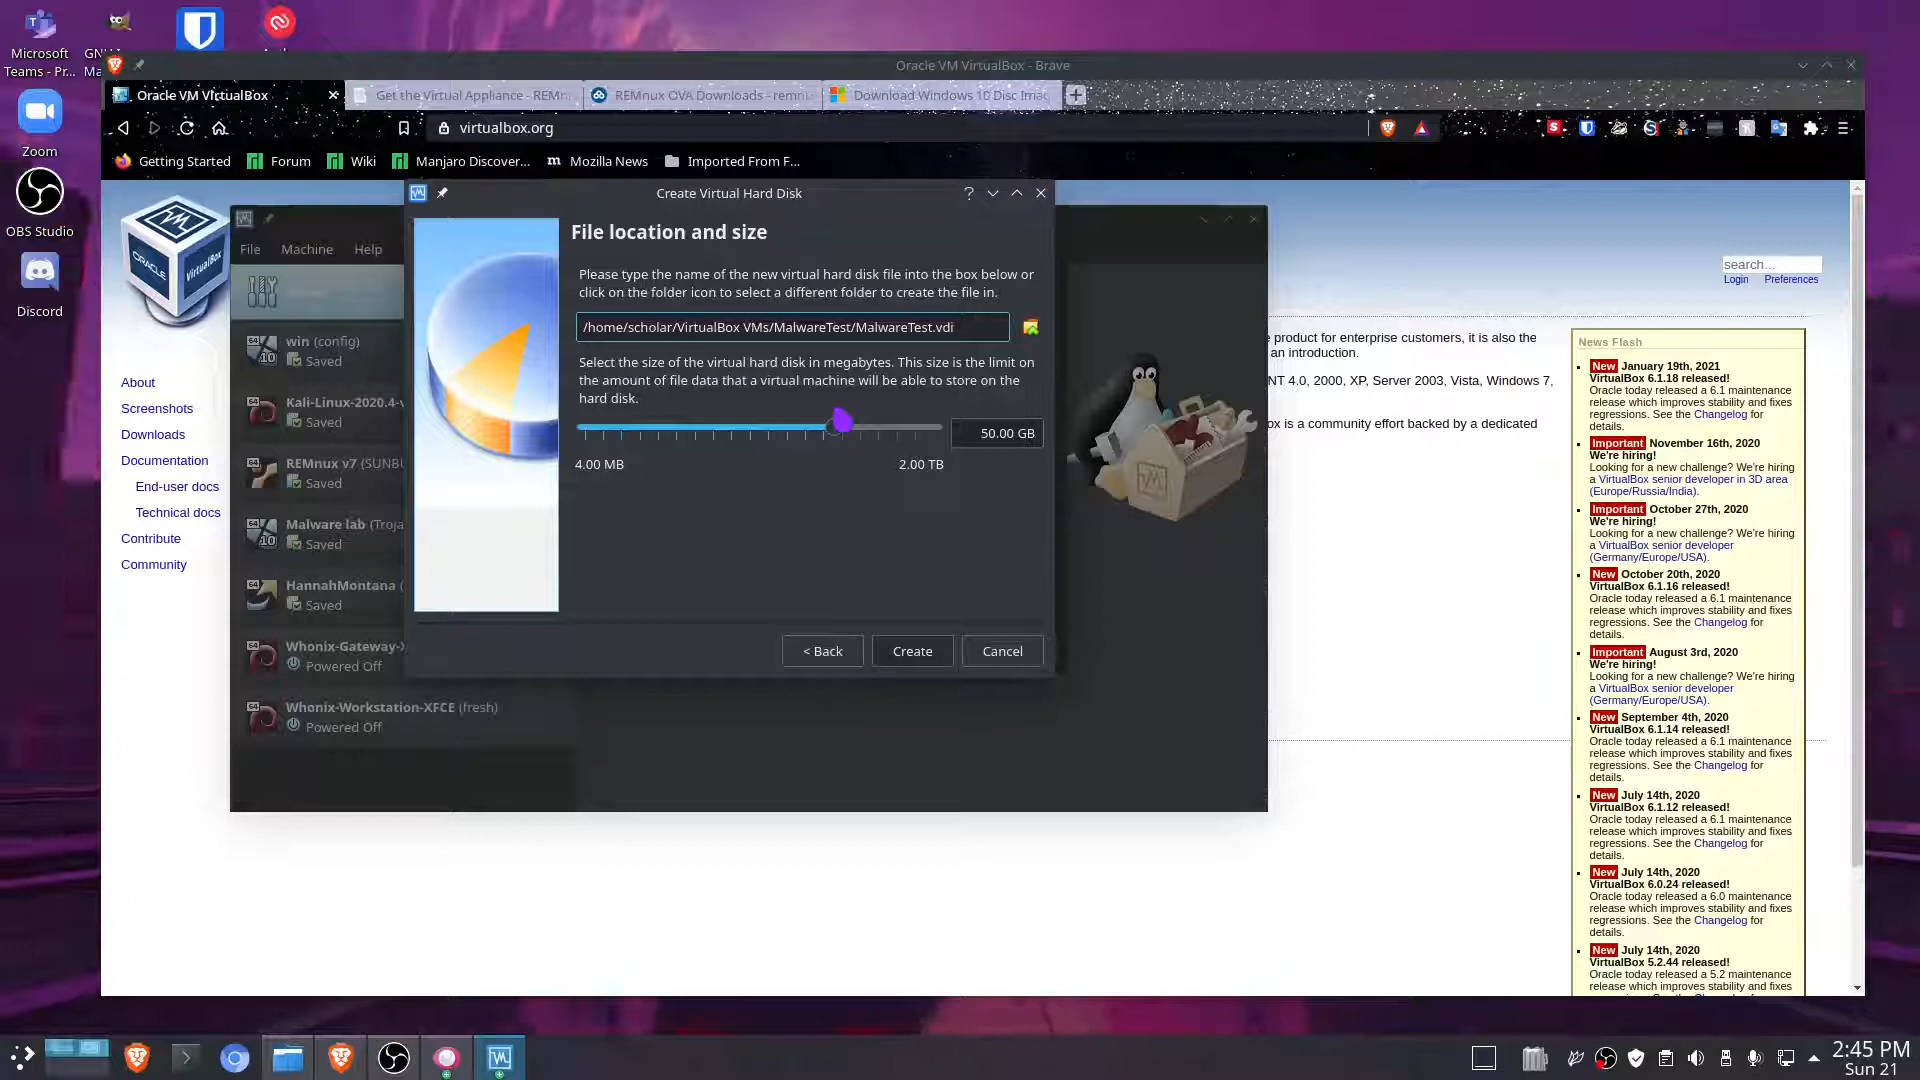 Microsoft
Teams - Pr...
Zoom
OBS Studio
Discord
Oracle VM VirtualBox - Brave
Oracle VM VirtualBox
Get the Virtual Appliance - REMn
REMnux OVA Downloads - remnu
Download Windows 10 Disc Imag
virtualbox.org
Getting Started
Forum
Wiki
Manjaro Discover...
Mozilla News
Imported From F...
Create Virtual Hard Disk
File location and size
Please type the name of the new virtual hard disk file into the box below or
click on the folder icon to select a different folder to create the file in.
/home/scholar/VirtualBox VMs/MalwareTest/MalwareTest.vdi
Select the size of the virtual hard disk in megabytes. This size is the limit on
the amount of file data that a virtual machine will be able to store on the
hard disk.
50.00 GB
4.00 MB
2.00 TB
< Back
Create
Cancel
File
Machine
Help
win (config)
Saved
Kali-Linux-2020.4-v
Saved
REMnux v7 (SUNBU
Saved
Malware lab (Troja
Saved
HannahMontana (
Saved
Whonix-Gateway-X
Powered Off
Whonix-Workstation-XFCE (fresh)
Powered Off
ORACLE
VirtualBox
About
Screenshots
Downloads
Documentation
End-user docs
Technical docs
Contribute
Community
search...
Login
Preferences
product for enterprise customers, it is also the
an introduction.
NT 4.0, 2000, XP, Server 2003, Vista, Windows 7,
ox is a community effort backed by a dedicated
News Flash
New January 19th, 2021
VirtualBox 6.1.18 released!
Oracle today released a 6.1 maintenance
release which improves stability and fixes
regressions. See the Changelog for
details.
Important November 16th, 2020
We're hiring!
Looking for a new challenge? We're hiring
a VirtualBox senior developer in 3D area
(Europe/Russia/India).
Important October 27th, 2020
We're hiring!
Looking for a new challenge? We're hiring
a VirtualBox senior developer
(Germany/Europe/USA).
New October 20th, 2020
VirtualBox 6.1.16 released!
Oracle today released a 6.1 maintenance
release which improves stability and fixes
regressions. See the Changelog for
details.
Important August 3rd, 2020
We're hiring!
Looking for a new challenge? We're hiring
a VirtualBox senior developer
(Germany/Europe/USA).
New September 4th, 2020
VirtualBox 6.1.14 released!
Oracle today released a 6.1 maintenance
release which improves stability and fixes
regressions. See the Changelog for
details.
New July 14th, 2020
VirtualBox 6.1.12 released!
Oracle today released a 6.1 maintenance
release which improves stability and fixes
regressions. See the Changelog for
details.
New July 14th, 2020
VirtualBox 6.0.24 released!
Oracle today released a 6.0 maintenance
release which improves stability and fixes
regressions. See the Changelog for
details.
New July 14th, 2020
VirtualBox 5.2.44 released!
Oracle today released a 5.2 maintenance
release which improves stability and fixes
2:45 PM
Sun 21